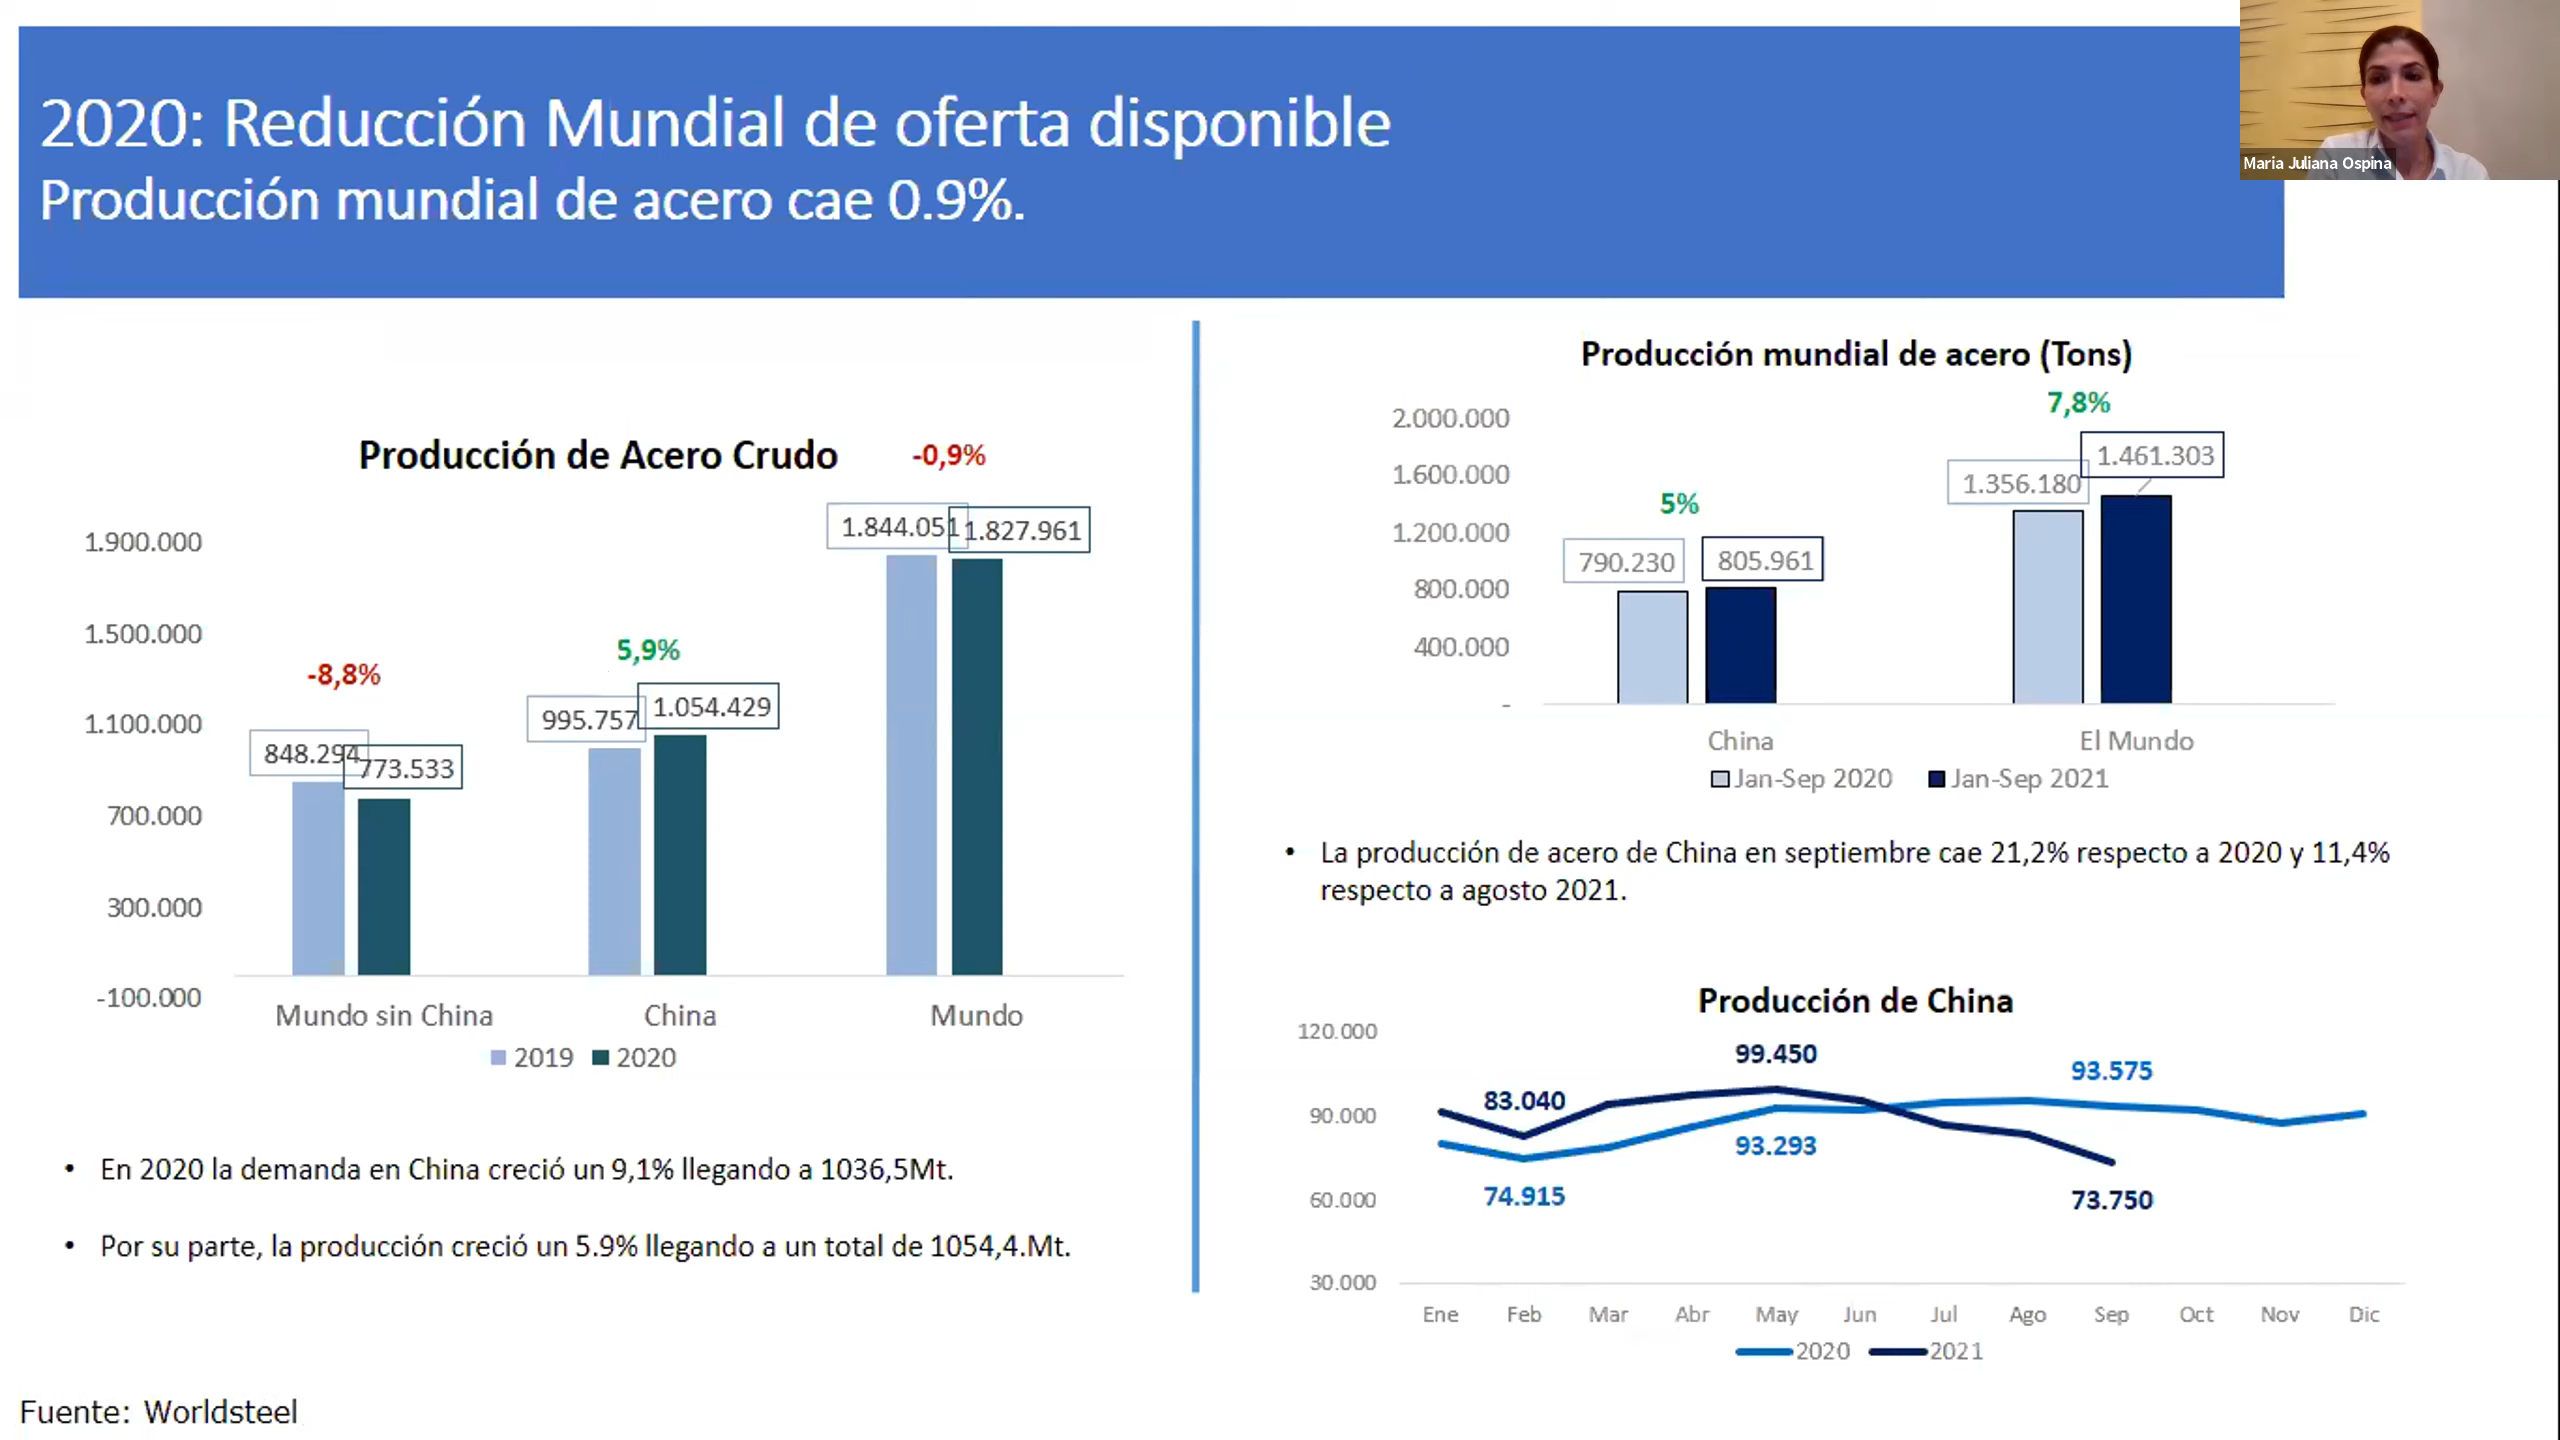 2020: Reducción Mundial de oferta disponible
Producción mundial de acero cae 0.9%.
Maria Juliana Ospina
Producción de Acero Crudo
-0,9%
1.844.051
1.827.961
1.900.000
1.500.000
5,9%
-8,8%
995.757
1.054.429
1.100.000
848.294
773.533
700.000
300.000
-100.000
Mundo sin China
China
Mundo
2019
2020
• En 2020 la demanda en China creció un 9,1% llegando a 1036,5Mt.
• Por su parte, la producción creció un 5.9% llegando a un total de 1054,4.Mt.
Producción mundial de acero (Tons)
7,8%
2.000.000
1.461.303
1.600.000
1.356.180
5%
1.200.000
790.230
805.961
800.000
400.000
-
China
El Mundo
Jan-Sep 2020
Jan-Sep 2021
• La producción de acero de China en septiembre cae 21,2% respecto a 2020 y 11,4%
respecto a agosto 2021.
Producción de China
120.000
99.450
93.575
83.040
90.000
93.293
74.915
60.000
73.750
30.000
Ene Feb Mar Abr May Jun Jul Ago Sep Oct Nov Dic
2020
2021
Fuente: Worldsteel